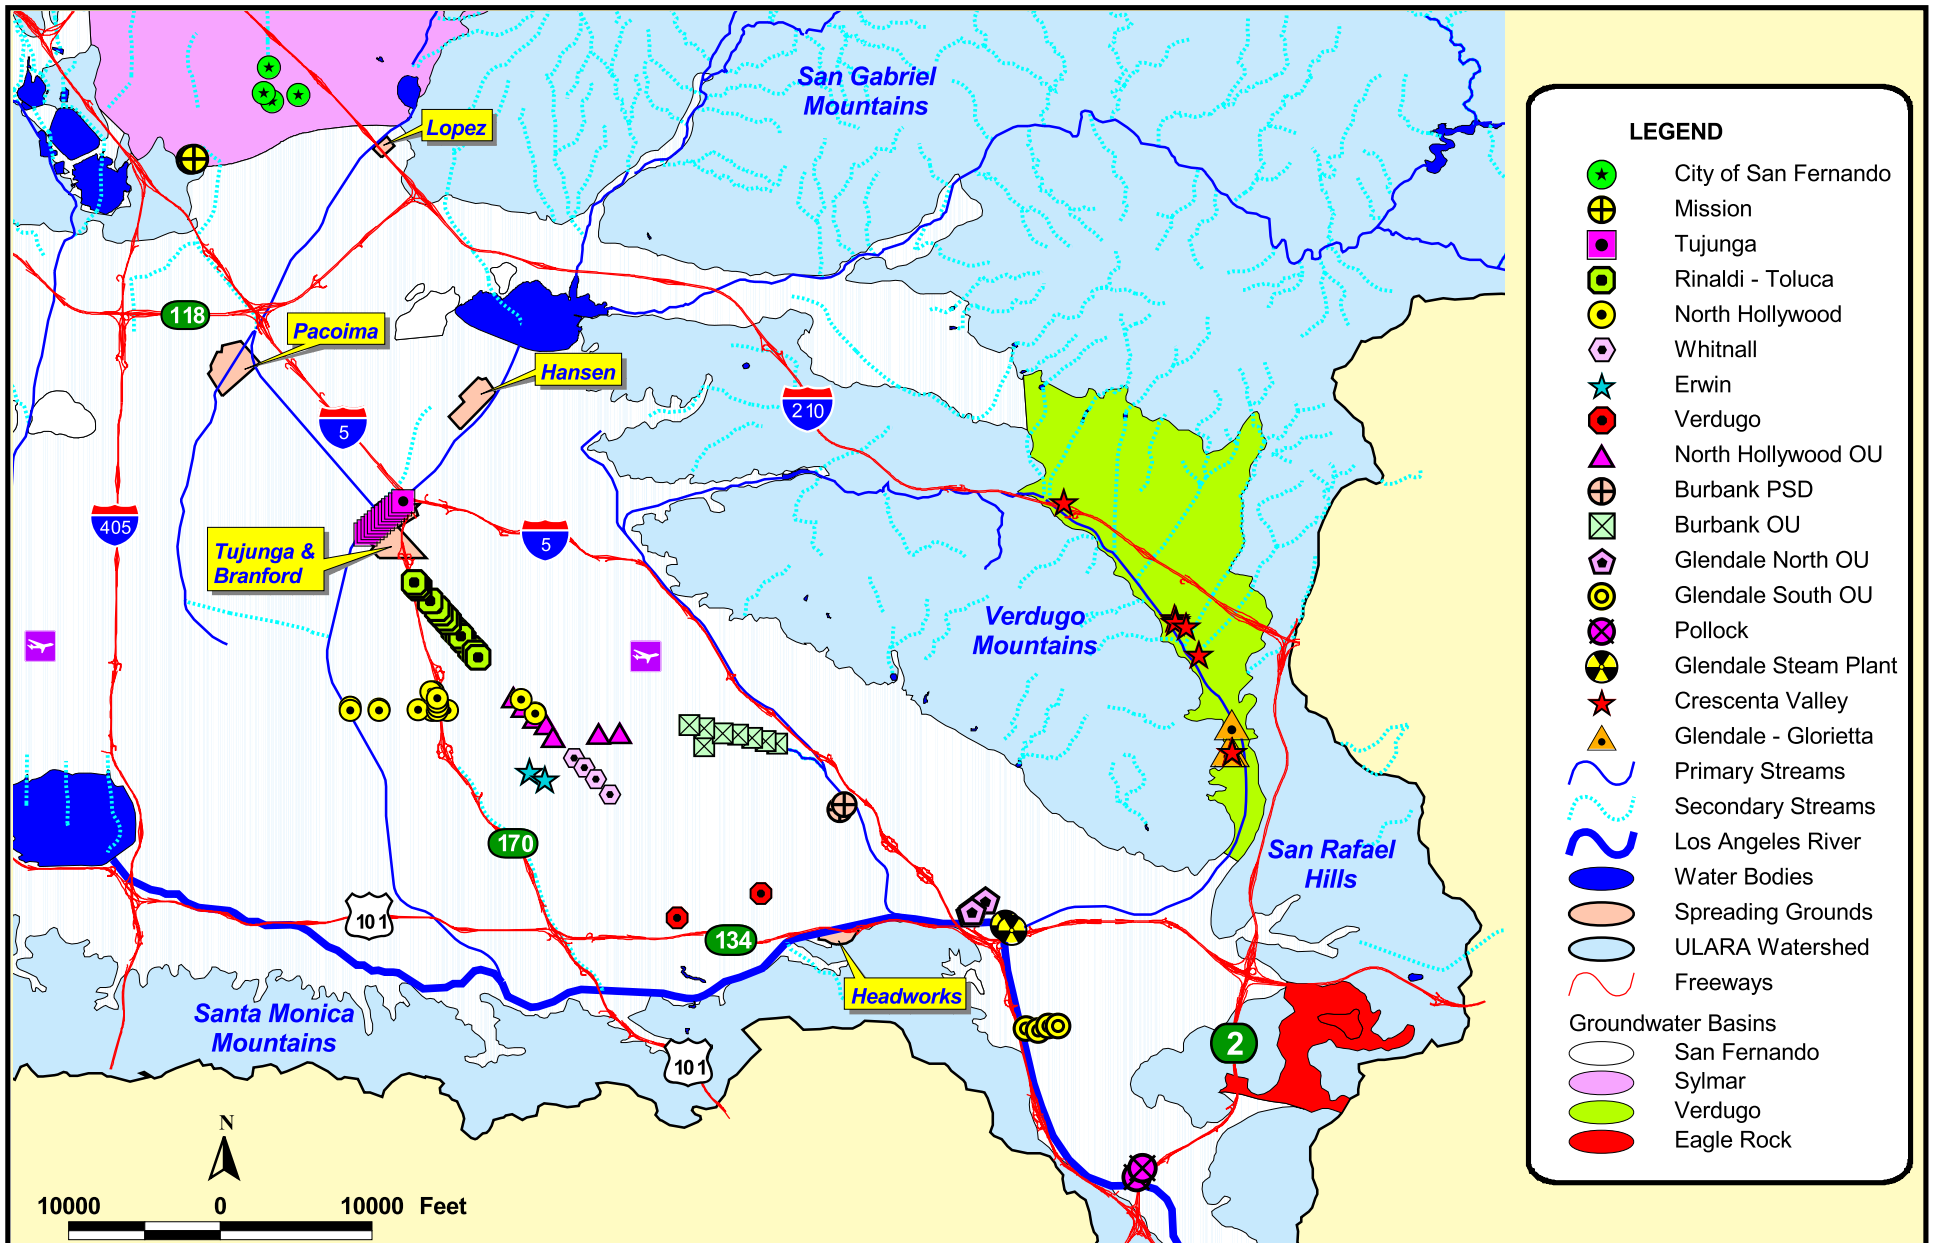 San Gabriel
Mountains
Lopez
118
Pacoima
Hansen
5
210
405
5
Tujunga &
Branford
Verdugo
Mountains
170
San Rafael
Hills
101
134
Headworks
Santa Monica
Mountains
2
101
N
10000 0 10000 Feet
LEGEND
City of San Fernando
Mission
Tujunga
Rinaldi - Toluca
North Hollywood
Whitnall
Erwin
Verdugo
North Hollywood OU
Burbank PSD
Burbank OU
Glendale North OU
Glendale South OU
Pollock
Glendale Steam Plant
Crescenta Valley
Glendale - Glorietta
Primary Streams
Secondary Streams
Los Angeles River
Water Bodies
Spreading Grounds
ULARA Watershed
Freeways
Groundwater Basins
San Fernando
Sylmar
Verdugo
Eagle Rock